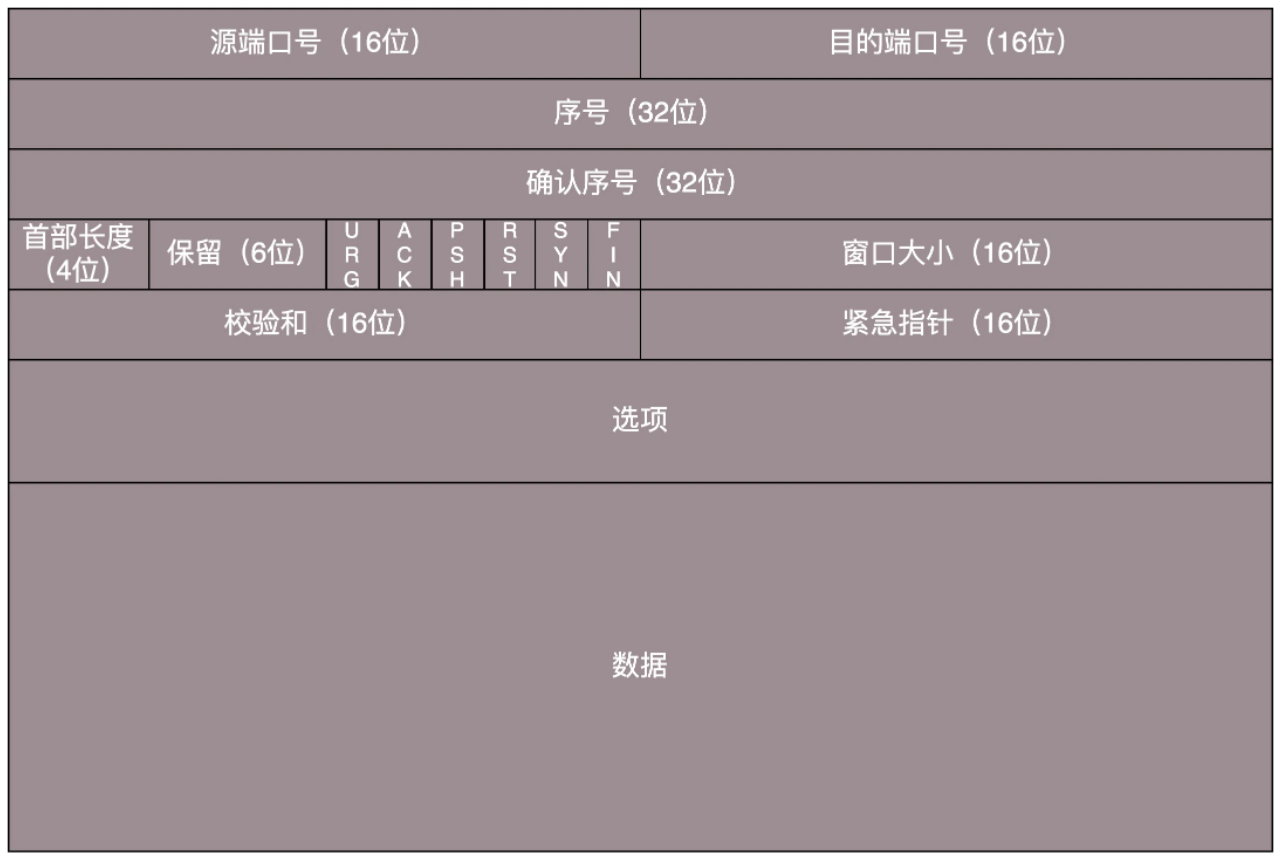 源端口号（16位）
目的端口号（16位）
序号（32位）
确认序号（32位）
首部长度
（4位）
保留（6位）
URG
ACK
PSH
RST
SYN
FIN
窗口大小（16位）
校验和（16位）
紧急指针（16位）
选项
数据